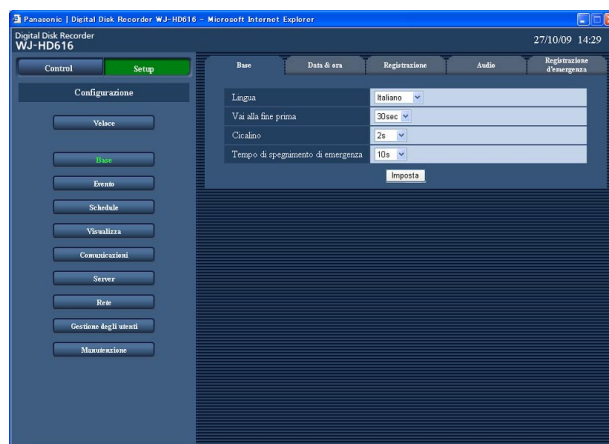 Panasonic | Digital Disk Recorder WJ-HD616 - Microsoft Internet Explorer
Digital Disk Recorder
WJ-HD616
27/10/09 14:29
Control
Setup
Configurazione
Veloce
Base
Evento
Schedule
Visualizza
Comunicazioni
Server
Rete
Gestione degli utenti
Manutenzione
Base
Data & ora
Registrazione
Audio
Registrazione
d'emergenza
Lingua
Italiano
Vai alla fine prima
30sec
Cicalino
2s
Tempo di spegnimento di emergenza
10s
Imposta